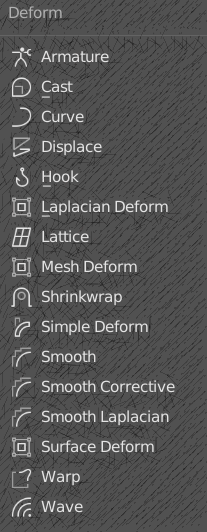 Deform
Armature
Cast
Curve
Displace
Hook
Laplacian Deform
Lattice
Mesh Deform
Shrinkwrap
Simple Deform
Smooth
Smooth Corrective
Smooth Laplacian
Surface Deform
Warp
Wave